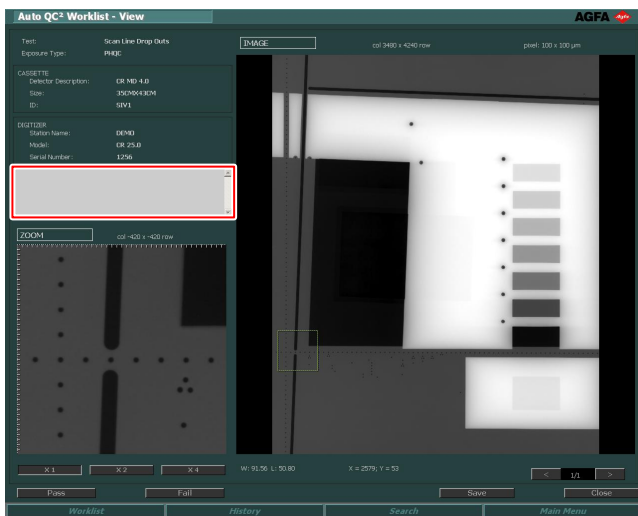 Auto QC² Worklist - View
AGFA
Test: Scan Line Drop Outs
Exposure Type: PHQC
CASSETTE
Detector Description: CR MD 4.0
Size: 35CMX43CM
ID: SIV1
DIGITIZER
Station Name: DEMO
Model: CR 25.0
Serial Number: 1256
ZOOM col -420 x -420 row
X 1 X 2 X 4
IMAGE col 3480 x 4240 row pixel: 100 x 100 µm
W: 91.56 L: 50.80 X = 2579; Y = 53
< 1/1 >
Pass Fail Save Close
Worklist History Search Main Menu